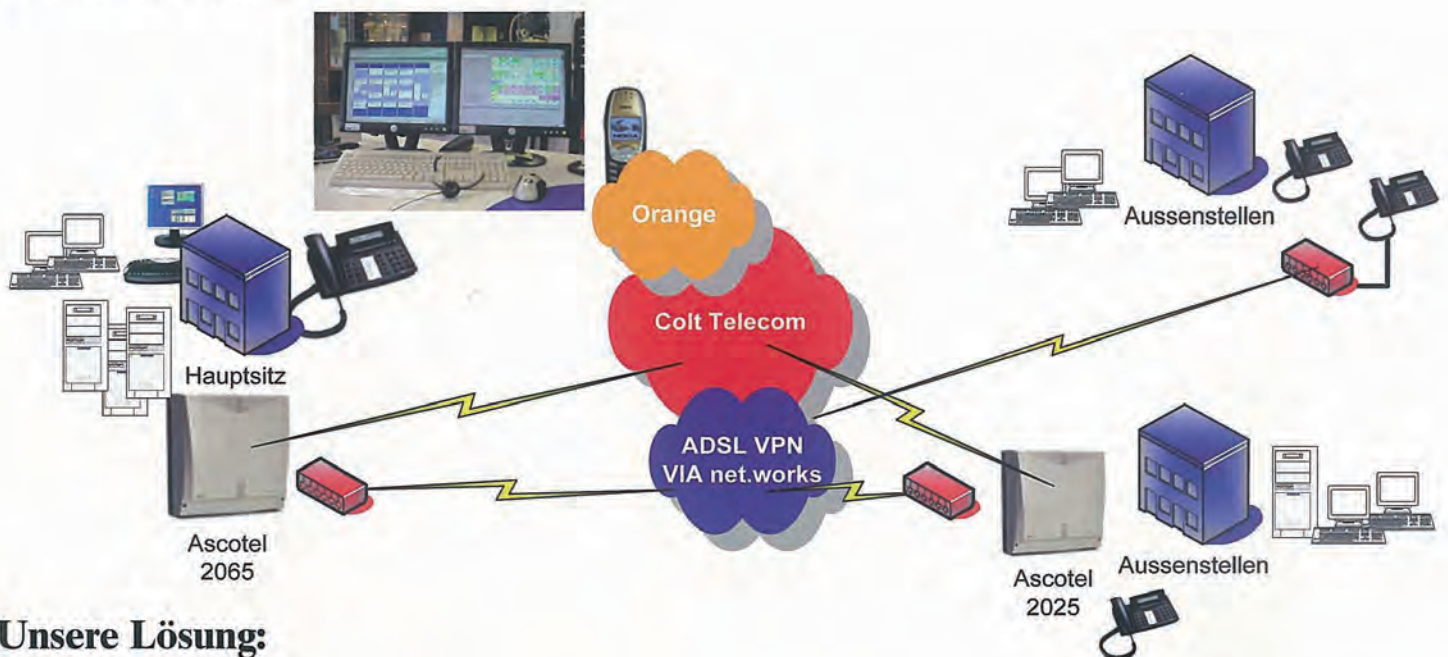 Orange
Aussenstellen
Colt Telecom
Hauptsitz
ADSL VPN
VIA net.works
Ascotel
2065
Ascotel
2025
Aussenstellen
Unsere Lösung: